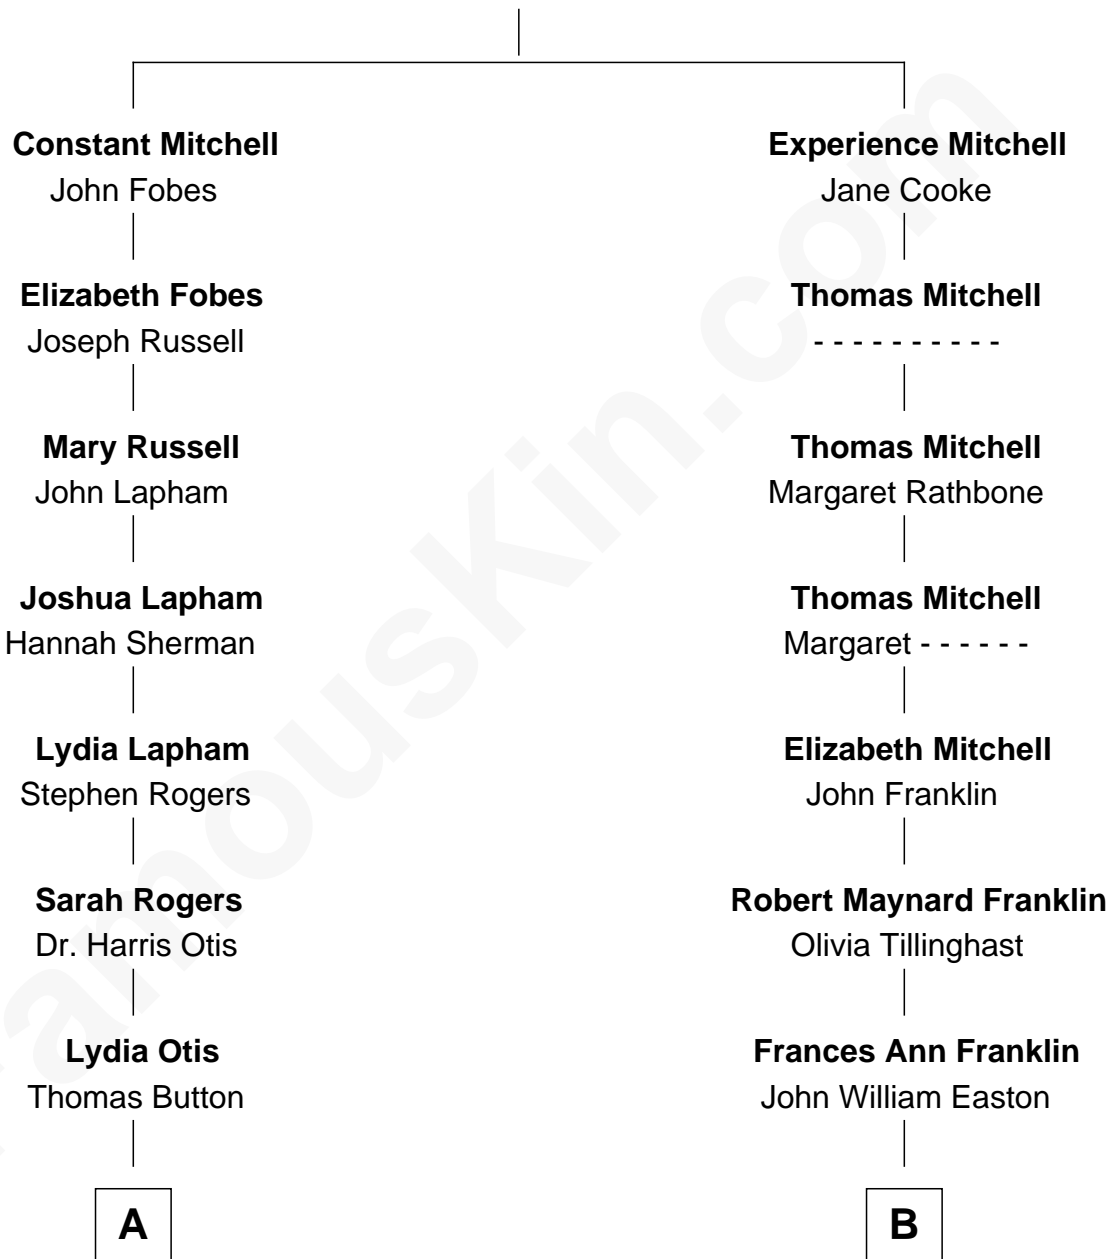 Constant Mitchell
John Fobes
Experience Mitchell
Jane Cooke
Elizabeth Fobes
Joseph Russell
Thomas Mitchell
- - - - - - - - - -
Mary Russell
John Lapham
Thomas Mitchell
Margaret Rathbone
Joshua Lapham
Hannah Sherman
Thomas Mitchell
Margaret - - - - - -
Lydia Lapham
Stephen Rogers
Elizabeth Mitchell
John Franklin
Sarah Rogers
Dr. Harris Otis
Robert Maynard Franklin
Olivia Tillinghast
Lydia Otis
Thomas Button
Frances Ann Franklin
John William Easton
A
B
famouskin.com